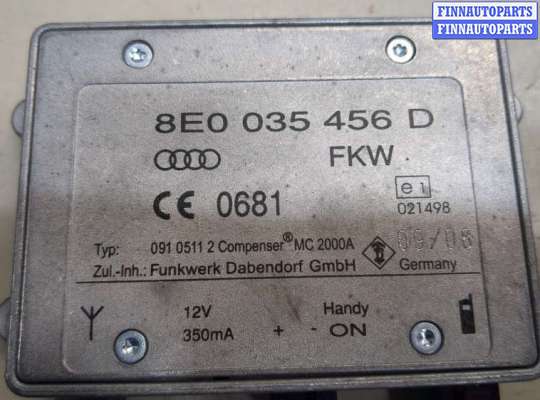 FINNAUTOPARTS
FINNAUTOPARTS
8E0 035 456 D
FKW
CE 0681
e1
021498
Typ: 091 0511 2 Compenser® MC 2000A
Zul.-Inh.: Funkwerk Dabendorf GmbH
Germany
12V
350mA
+ -
Handy
ON